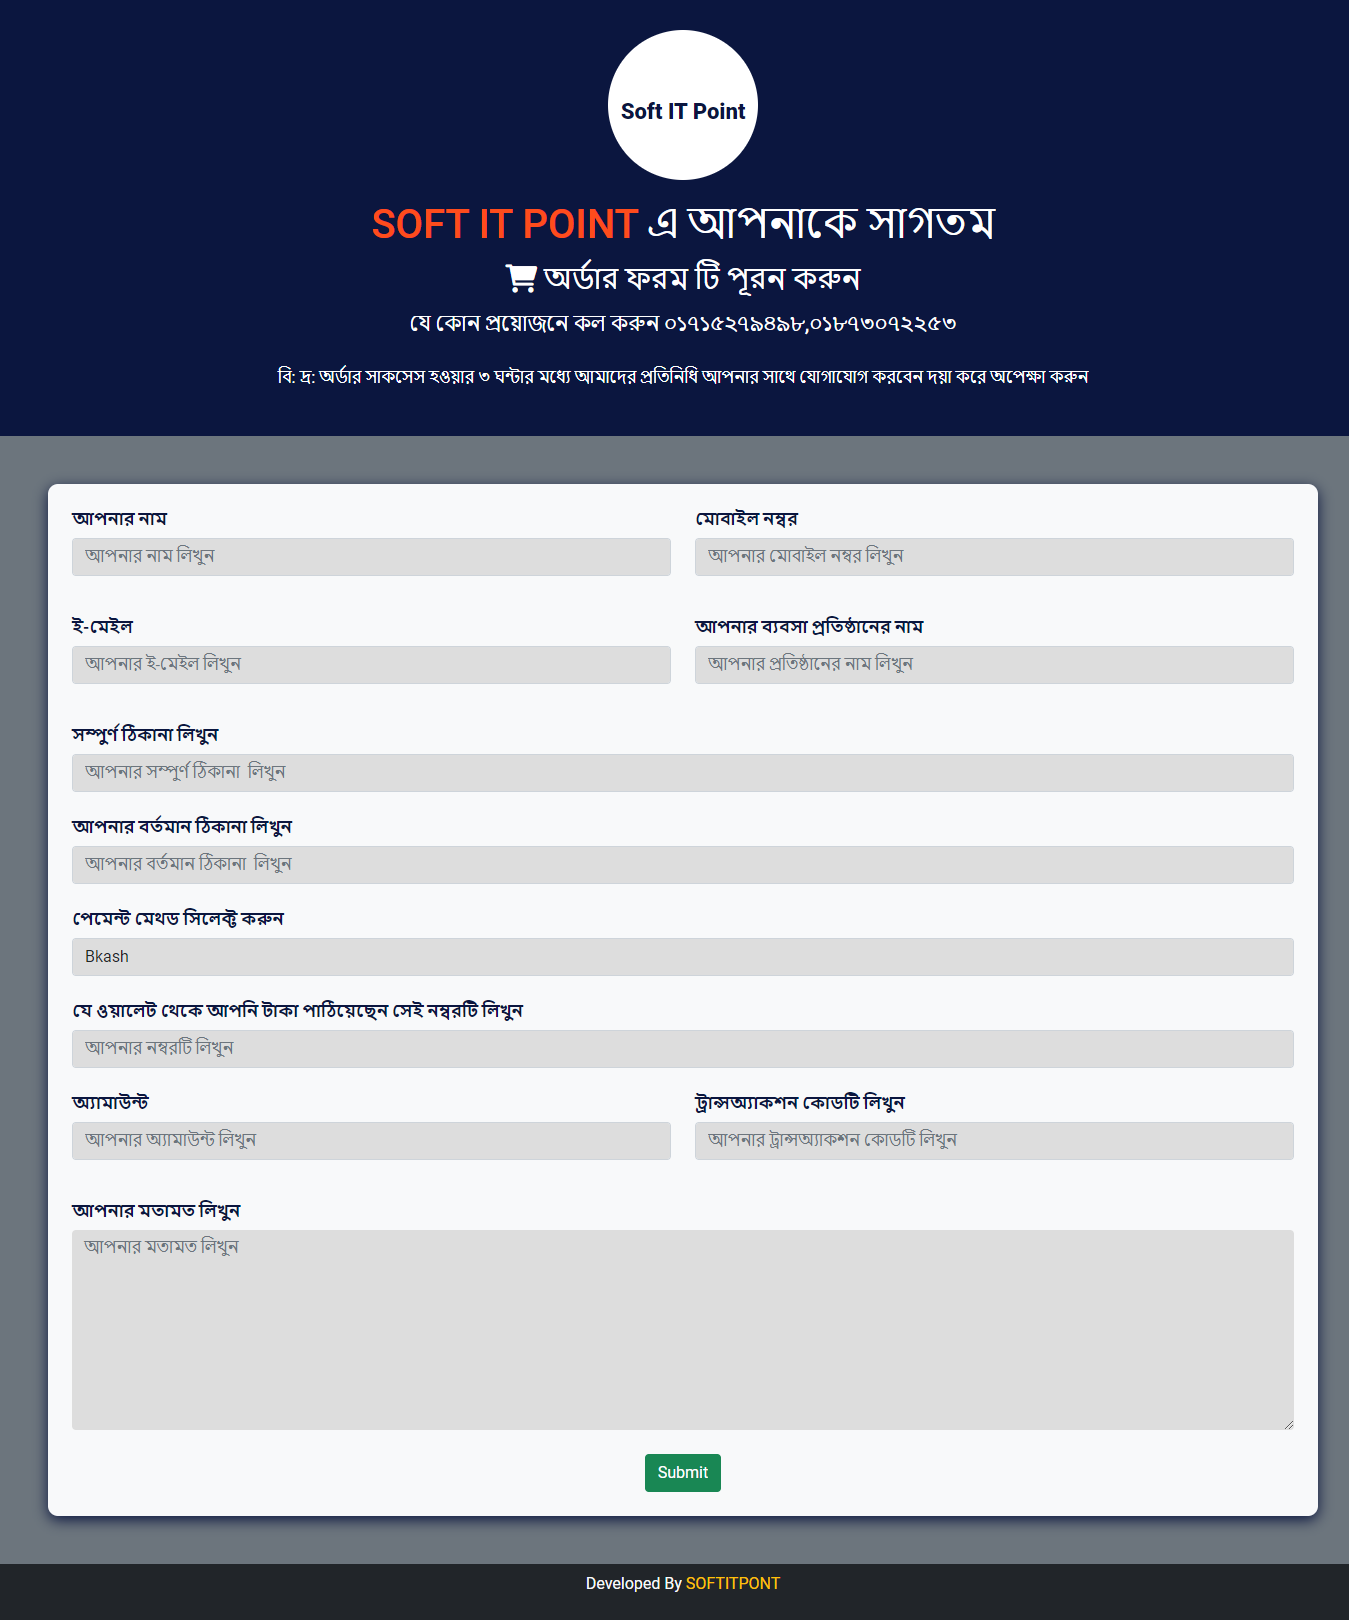 Soft IT Point
SOFT IT POINT এ আপনাকে সাগতম
অর্ডার ফরম টি পূরন করুন
যে কোন প্রয়োজনে কল করুন ০১৭১৫২৭৯৪৯৮,০১৮৭৩০৭২২৫৩
বি: দ্র: অর্ডার সাকসেস হওয়ার ৩ ঘন্টার মধ্যে আমাদের প্রতিনিধি আপনার সাথে যোগাযোগ করবেন দয়া করে অপেক্ষা করুন
আপনার নাম
আপনার নাম লিখুন
মোবাইল নম্বর
আপনার মোবাইল নম্বর লিখুন
ই-মেইল
আপনার ই-মেইল লিখুন
আপনার ব্যবসা প্রতিষ্ঠানের নাম
আপনার প্রতিষ্ঠানের নাম লিখুন
সম্পুর্ণ ঠিকানা লিখুন
আপনার সম্পুর্ণ ঠিকানা লিখুন
আপনার বর্তমান ঠিকানা লিখুন
আপনার বর্তমান ঠিকানা লিখুন
পেমেন্ট মেথড সিলেক্ট করুন
Bkash
যে ওয়ালেট থেকে আপনি টাকা পাঠিয়েছেন সেই নম্বরটি লিখুন
আপনার নম্বরটি লিখুন
অ্যামাউন্ট
আপনার অ্যামাউন্ট লিখুন
ট্রান্সঅ্যাকশন কোডটি লিখুন
আপনার ট্রান্সঅ্যাকশন কোডটি লিখুন
আপনার মতামত লিখুন
আপনার মতামত লিখুন
Submit
Developed By SOFTITPONT